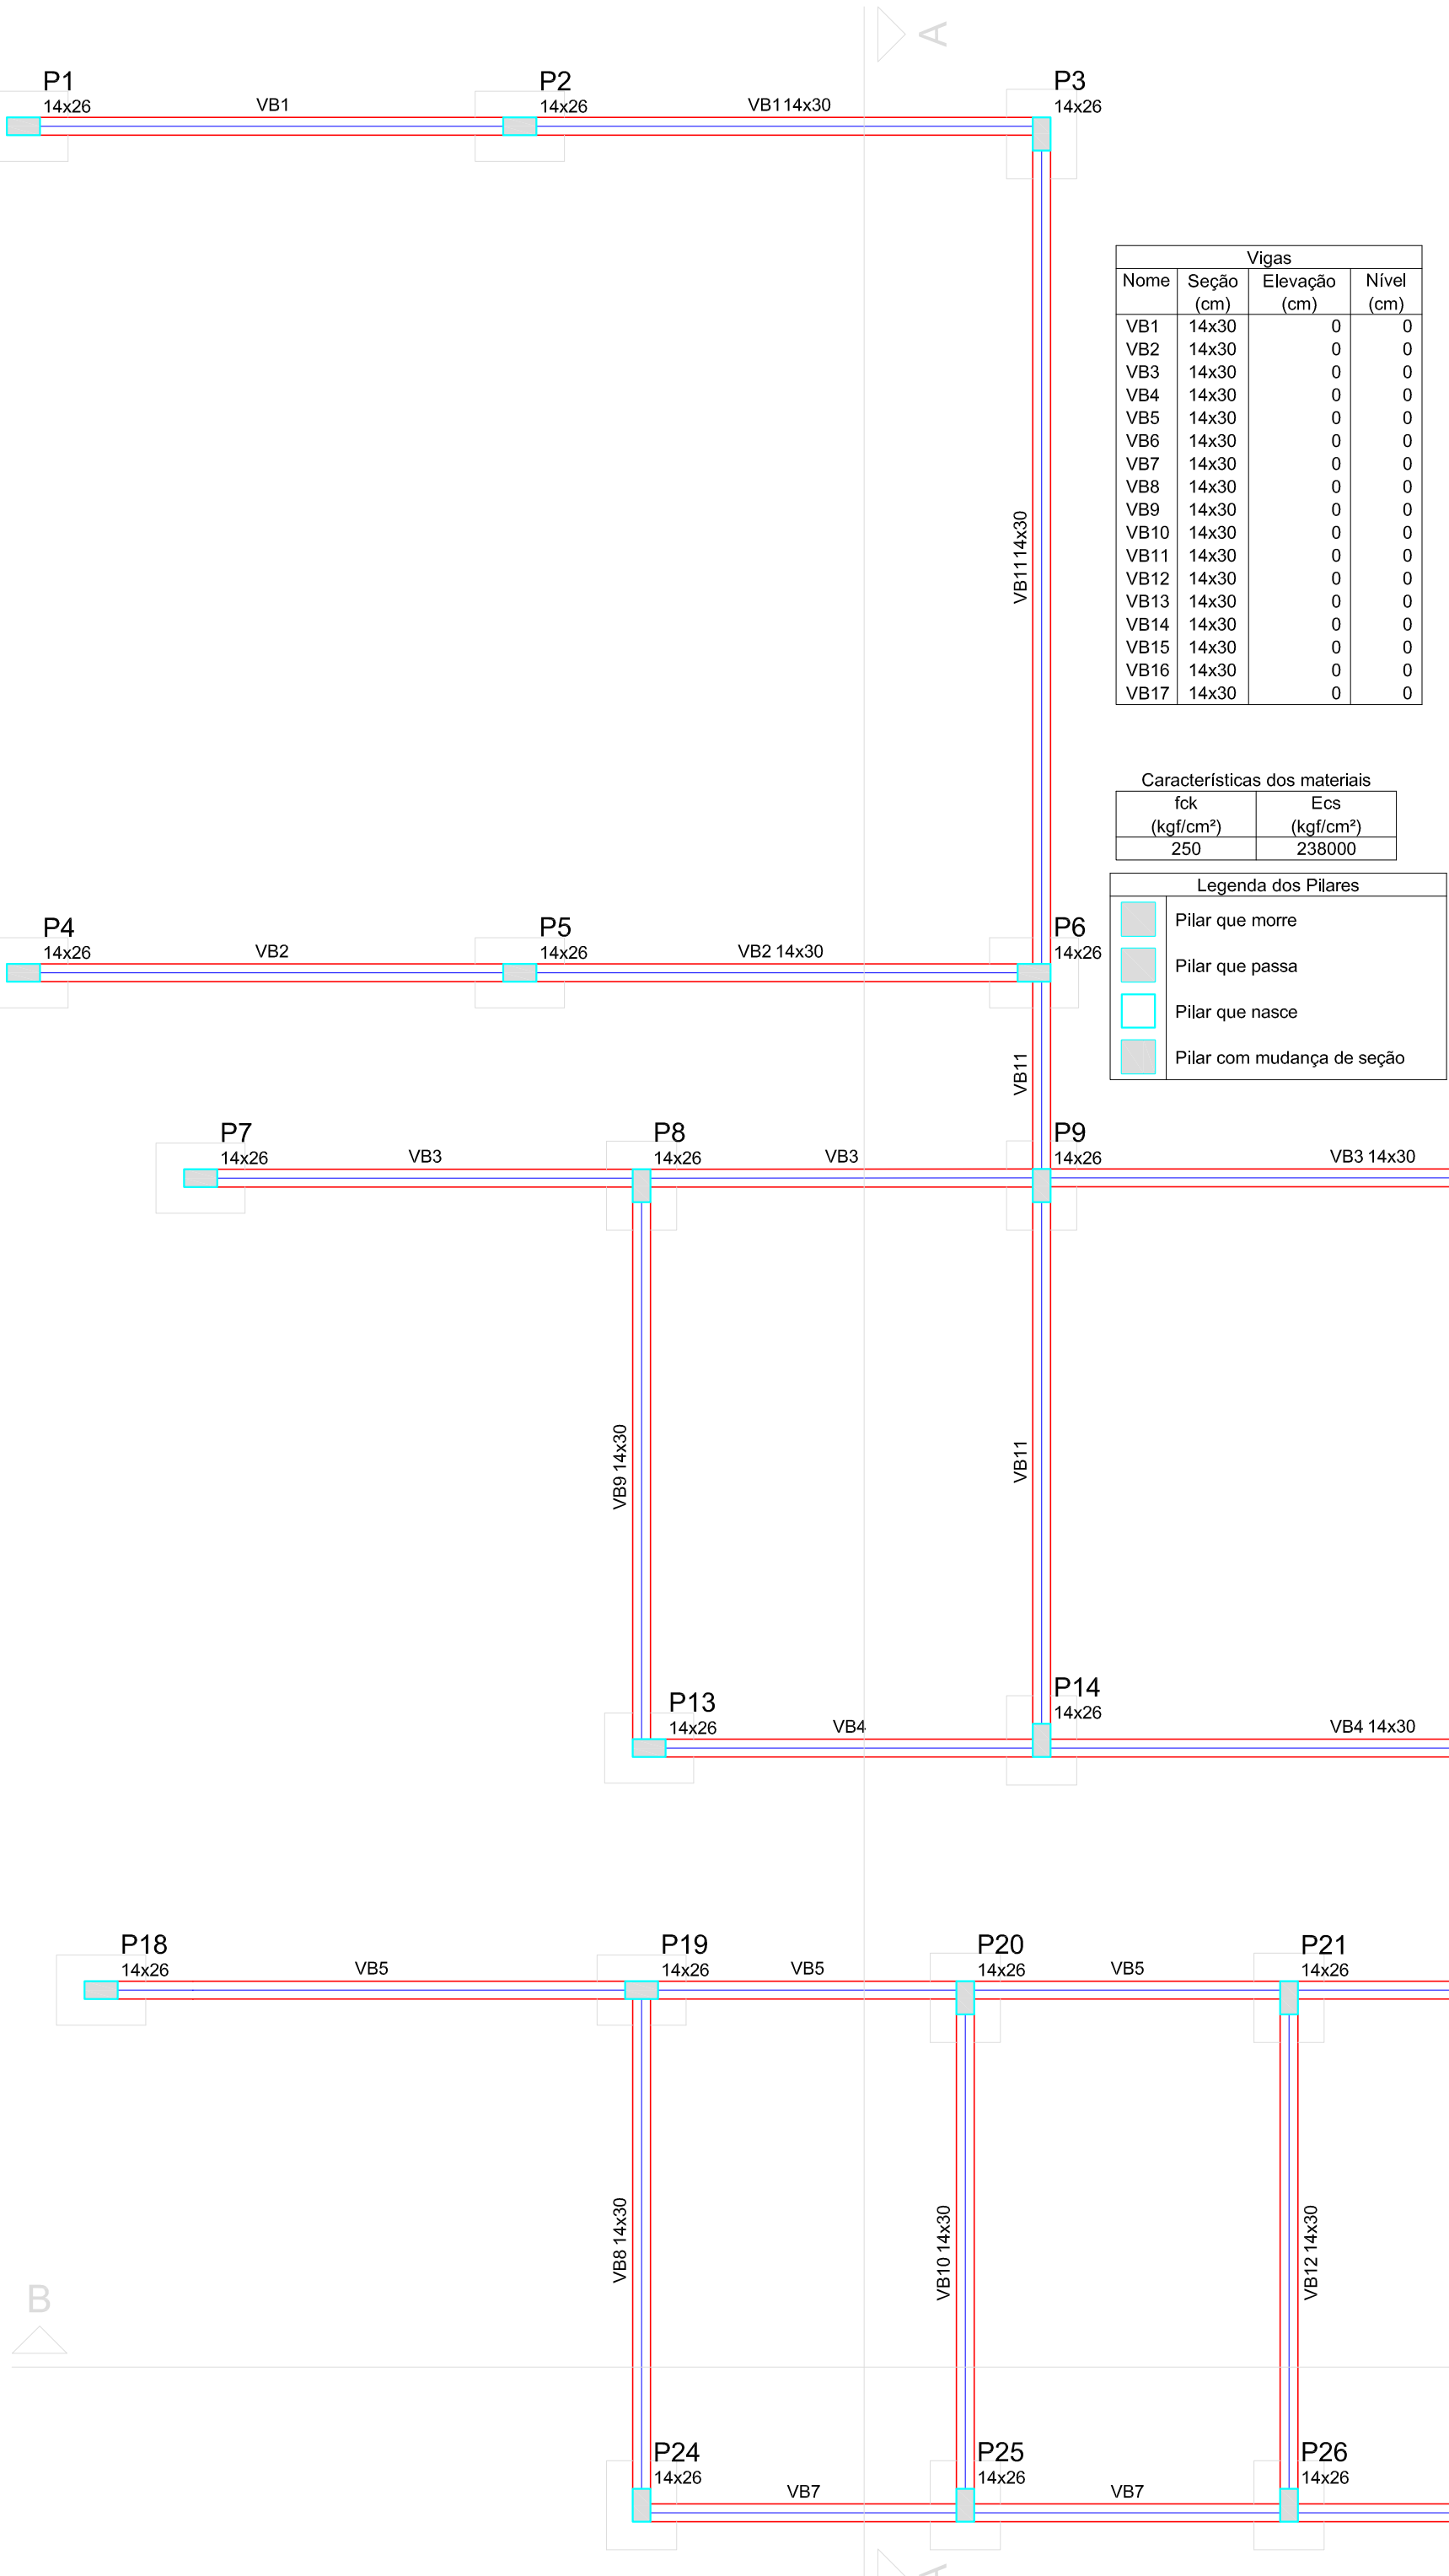 A
P1
14x26
VB1
P2
14x26
VB1 14x30
P3
14x26
Vigas
Nome Seção Elevação Nível
(cm) (cm) (cm)
VB1 14x30 0 0
VB2 14x30 0 0
VB3 14x30 0 0
VB4 14x30 0 0
VB5 14x30 0 0
VB6 14x30 0 0
VB7 14x30 0 0
VB8 14x30 0 0
VB9 14x30 0 0
VB10 14x30 0 0
VB11 14x30 0 0
VB12 14x30 0 0
VB13 14x30 0 0
VB14 14x30 0 0
VB15 14x30 0 0
VB16 14x30 0 0
VB17 14x30 0 0
VB11 14x30
Características dos materiais
fck Ecs
(kgf/cm²) (kgf/cm²)
250 238000
Legenda dos Pilares
Pilar que morre
Pilar que passa
Pilar que nasce
Pilar com mudança de seção
P4
14x26
VB2
P5
14x26
VB2 14x30
P6
14x26
VB11
P7
14x26
VB3
P8
14x26
VB3
P9
14x26
VB3 14x30
VB9 14x30
VB11
P13
14x26
VB4
P14
14x26
VB4 14x30
P18
14x26
VB5
P19
14x26
VB5
P20
14x26
VB5
P21
14x26
VB8 14x30
VB10 14x30
VB12 14x30
B
P24
14x26
VB7
P25
14x26
VB7
P26
14x26
A